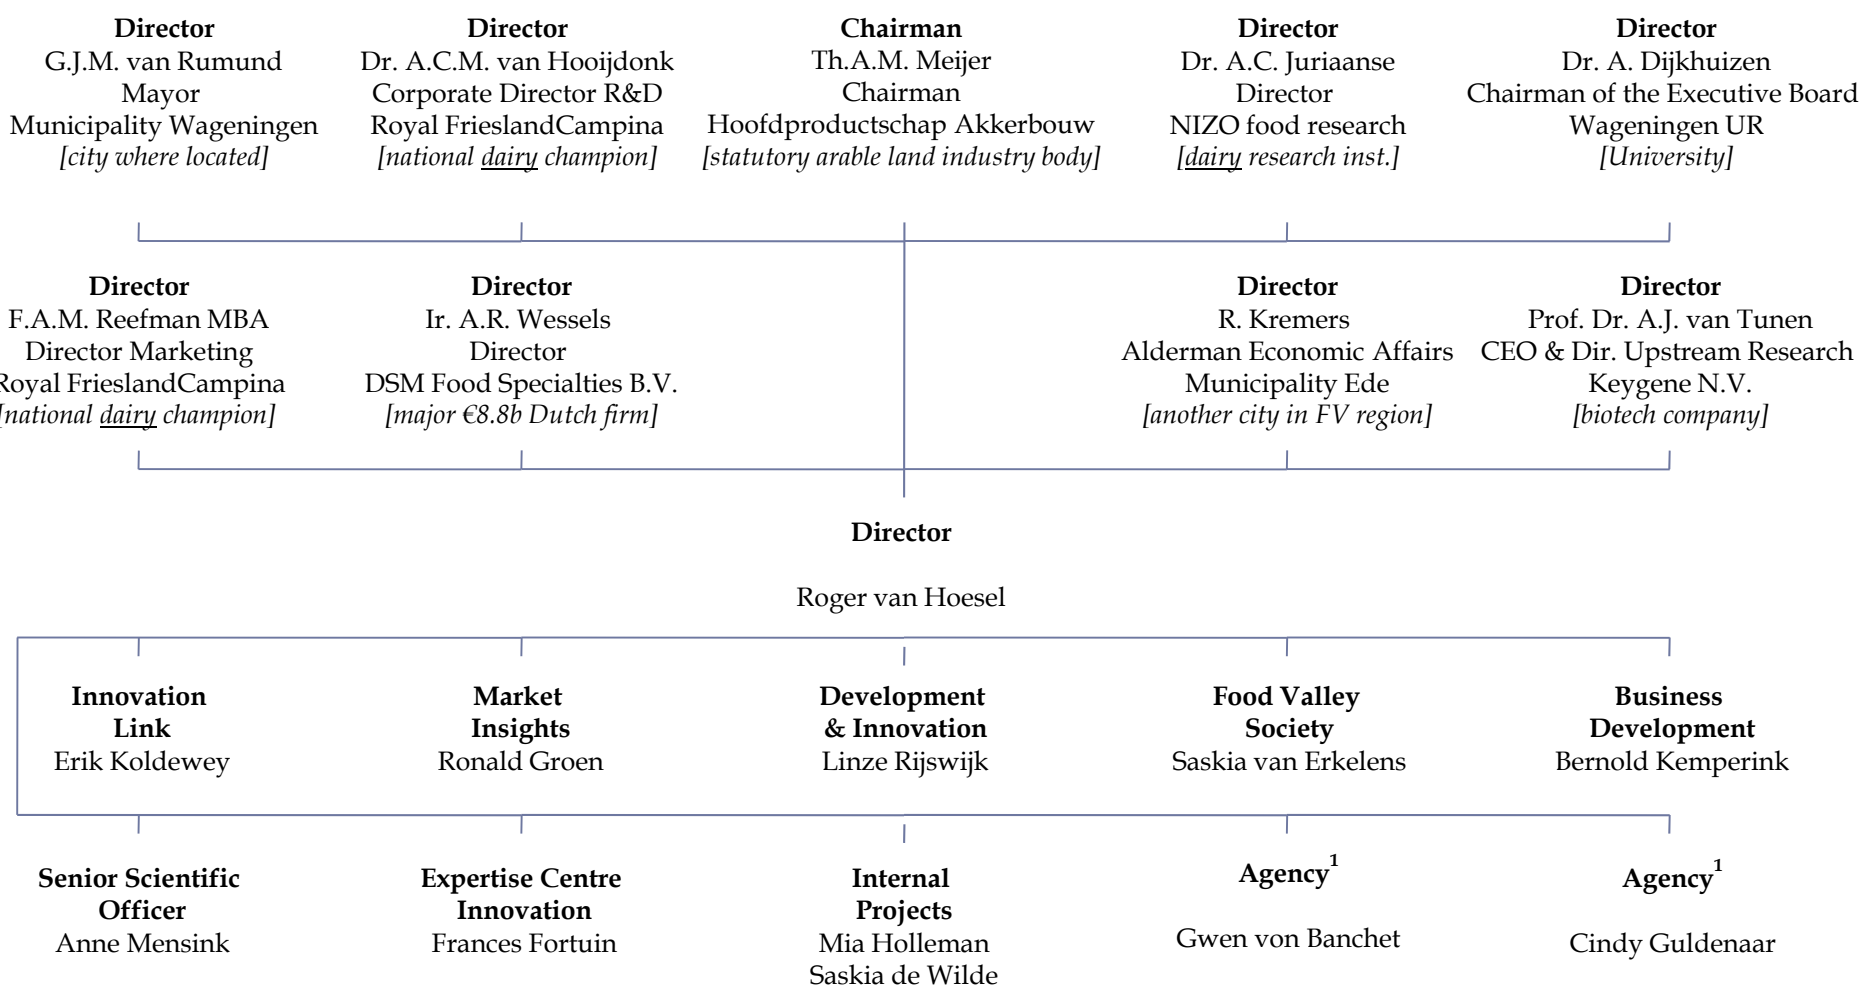 Director
G.J.M. van Rumund
Mayor
Municipality Wageningen
[city where located]
Director
Dr. A.C.M. van Hooijdonk
Corporate Director R&D
Royal FrieslandCampina
[national dairy champion]
Chairman
Th.A.M. Meijer
Chairman
Hoofdproductschap Akkerbouw
[statutory arable land industry body]
Director
Dr. A.C. Juriaanse
Director
NIZO food research
[dairy research inst.]
Director
Dr. A. Dijkhuizen
Chairman of the Executive Board
Wageningen UR
[University]
Director
F.A.M. Reefman MBA
Director Marketing
Royal FrieslandCampina
[national dairy champion]
Director
Ir. A.R. Wessels
Director
DSM Food Specialties B.V.
[major €8.8b Dutch firm]
Director
R. Kremers
Alderman Economic Affairs
Municipality Ede
[another city in FV region]
Director
Prof. Dr. A.J. van Tunen
CEO & Dir. Upstream Research
Keygene N.V.
[biotech company]
Director
Roger van Hoesel
Innovation
Link
Erik Koldewey
Market
Insights
Ronald Groen
Development
& Innovation
Linze Rijswijk
Food Valley
Society
Saskia van Erkelens
Business
Development
Bernold Kemperink
Senior Scientific
Officer
Anne Mensink
Expertise Centre
Innovation
Frances Fortuin
Internal
Projects
Mia Holleman
Saskia de Wilde
Agency1
Gwen von Banchet
Agency1
Cindy Guldenaar